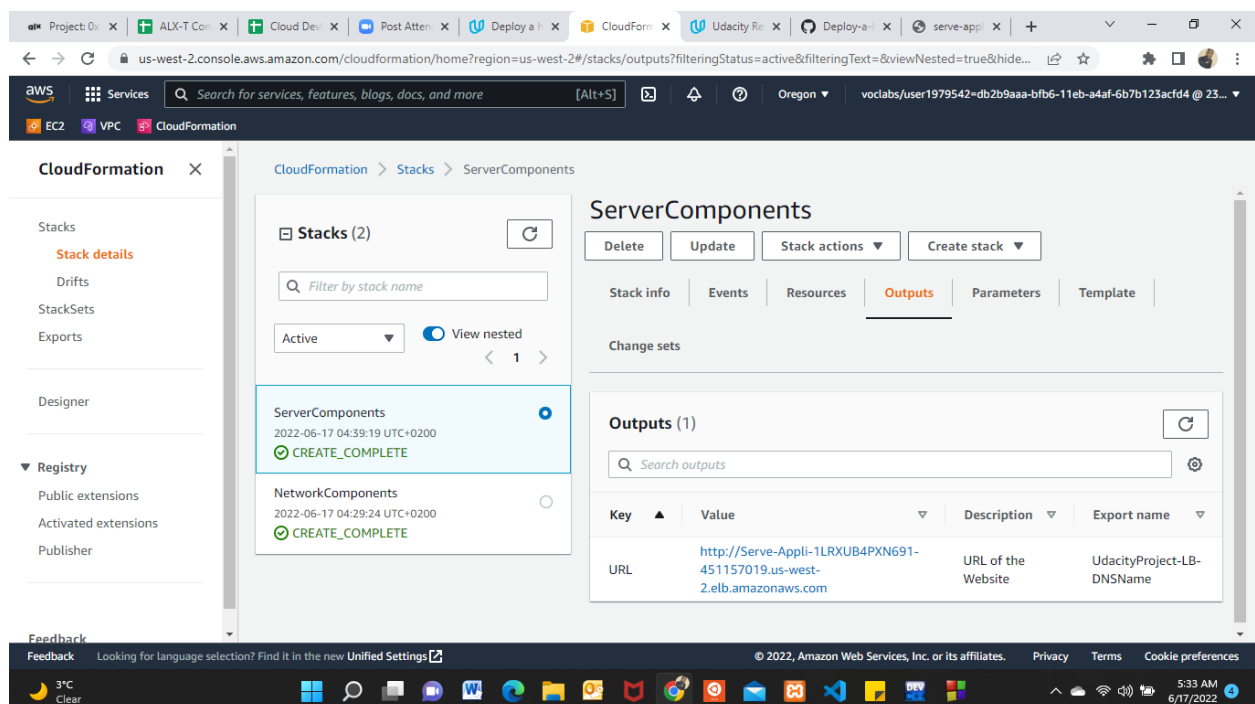 alx Project: 0x
ALX-T Con
Cloud Dev
Post Atten
Deploy a h
CloudForm
Udacity Re
Deploy-a-
serve-appl
us-west-2.console.aws.amazon.com/cloudformation/home?region=us-west-2#/stacks/outputs?filteringStatus=active&filteringText=&viewNested=true&hide...
aws
Services
Search for services, features, blogs, docs, and more
[Alt+S]
Oregon ▼
voclabs/user1979542=db2b9aaa-bfb6-11eb-a4af-6b7b123acfd4 @ 23... ▼
EC2
VPC
CloudFormation
CloudFormation
Stacks
Stack details
Drifts
StackSets
Exports
Designer
▼ Registry
Public extensions
Activated extensions
Publisher
Feedback
CloudFormation > Stacks > ServerComponents
Stacks (2)
Filter by stack name
Active
View nested
< 1 >
ServerComponents
2022-06-17 04:39:19 UTC+0200
CREATE_COMPLETE
NetworkComponents
2022-06-17 04:29:24 UTC+0200
CREATE_COMPLETE
ServerComponents
Delete
Update
Stack actions ▼
Create stack ▼
Stack info
Events
Resources
Outputs
Parameters
Template
Change sets
Outputs (1)
Search outputs
Key
Value
Description
Export name
URL
http://Serve-Appli-1LRXUB4PXN691-
451157019.us-west-
2.elb.amazonaws.com
URL of the
Website
UdacityProject-LB-
DNSName
Feedback
Looking for language selection? Find it in the new Unified Settings
© 2022, Amazon Web Services, Inc. or its affiliates.
Privacy
Terms
Cookie preferences
3°C
Clear
DEV
5:33 AM
6/17/2022
4